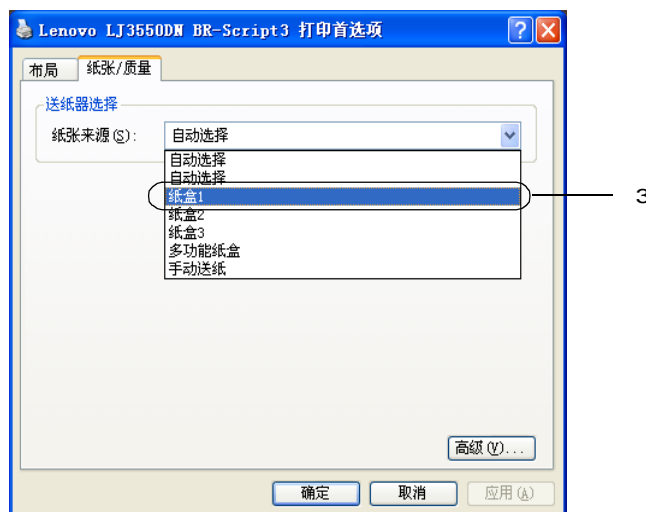 Lenovo LJ3550DN BR-Script3 打印首选项
布局 纸张/质量
送纸器选择
纸张来源(S): 自动选择
自动选择
自动选择
纸盒1
3
纸盒2
纸盒3
多功能纸盒
手动送纸
高级(V)...
确定 取消 应用(A)